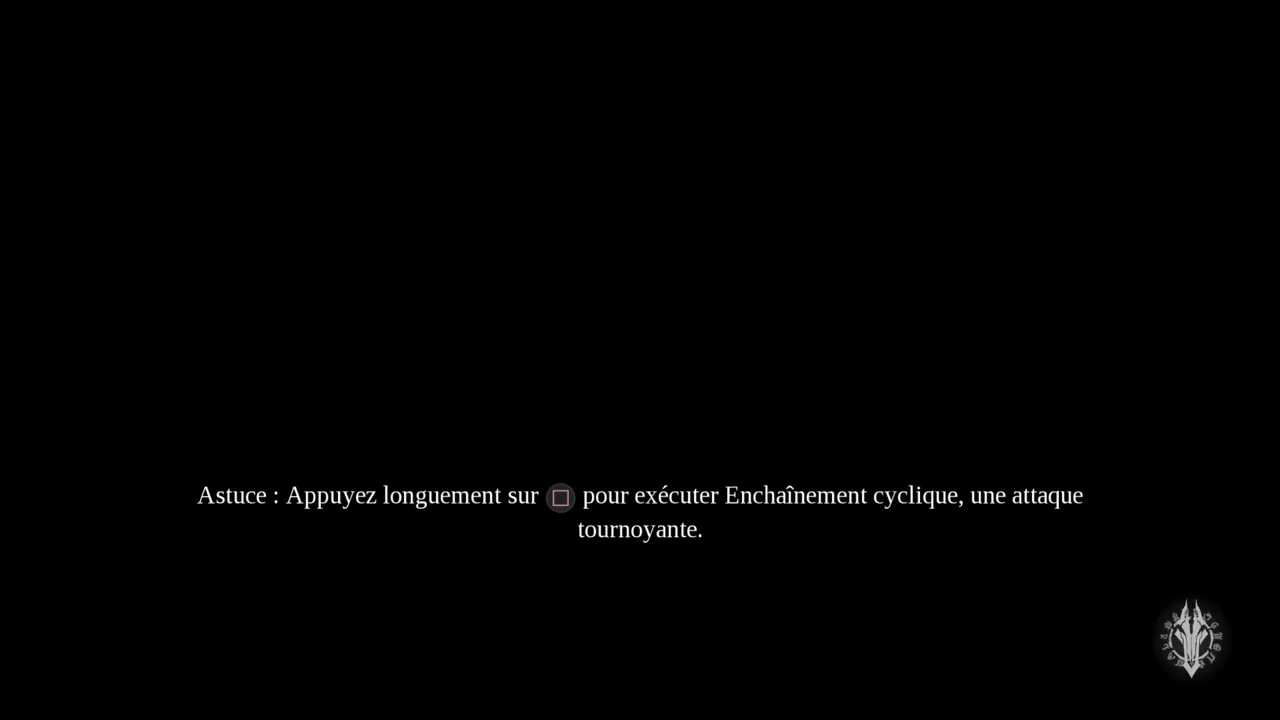 Astuce : Appuyez longuement sur □ pour exécuter Enchaînement cyclique, une attaque
tournoyante.